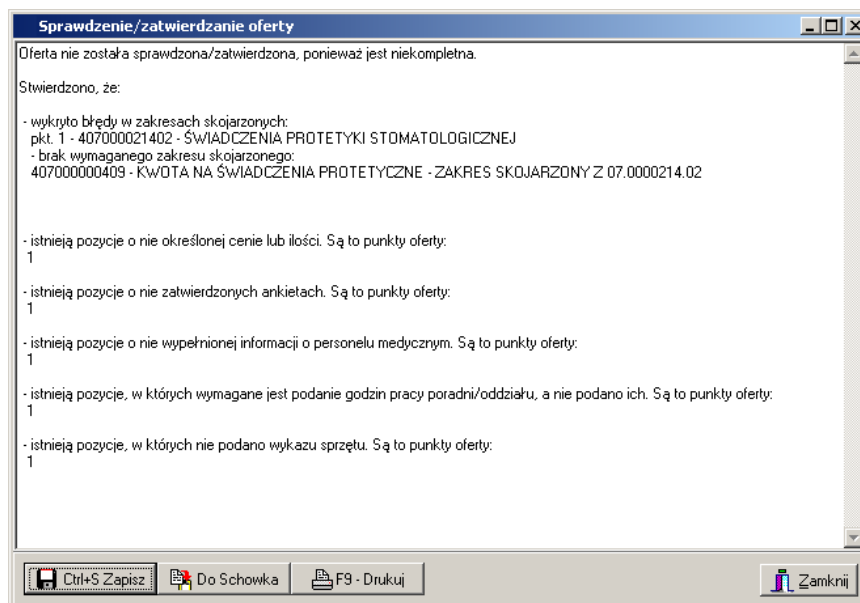 Sprawdzenie/zatwierdzanie oferty
Oferta nie została sprawdzona/zatwierdzona, ponieważ jest niekompletna.
Stwierdzono, że:
- wykryto błędy w zakresach skojarzonych:
pkt. 1 - 407000021402 - ŚWIADCZENIA PROTETYKI STOMATOLOGICZNEJ
- brak wymaganego zakresu skojarzonego:
407000000409 - KWOTA NA ŚWIADCZENIA PROTETYCZNE - ZAKRES SKOJARZONY Z 07.0000214.02
- istnieją pozycje o nie określonej cenie lub ilości. Są to punkty oferty:
1
- istnieją pozycje o nie zatwierdzonych ankietach. Są to punkty oferty:
1
- istnieją pozycje o nie wypełnionej informacji o personelu medycznym. Są to punkty oferty:
1
- istnieją pozycje, w których wymagane jest podanie godzin pracy poradni/oddziału, a nie podano ich. Są to punkty oferty:
1
- istnieją pozycje, w których nie podano wykazu sprzętu. Są to punkty oferty:
1
Ctrl+S Zapisz Do Schowka F9 - Drukuj Zamknij